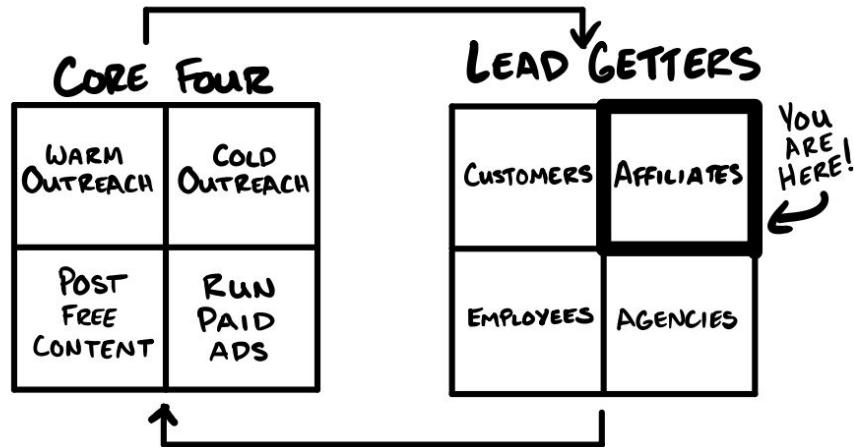 CORE FOUR
WARM
OUTREACH
COLD
OUTREACH
POST
FREE
CONTENT
RUN
PAID
ADS
LEAD GETTERS
CUSTOMERS
AFFILIATES
EMPLOYEES
AGENCIES
YOU
ARE
HERE!